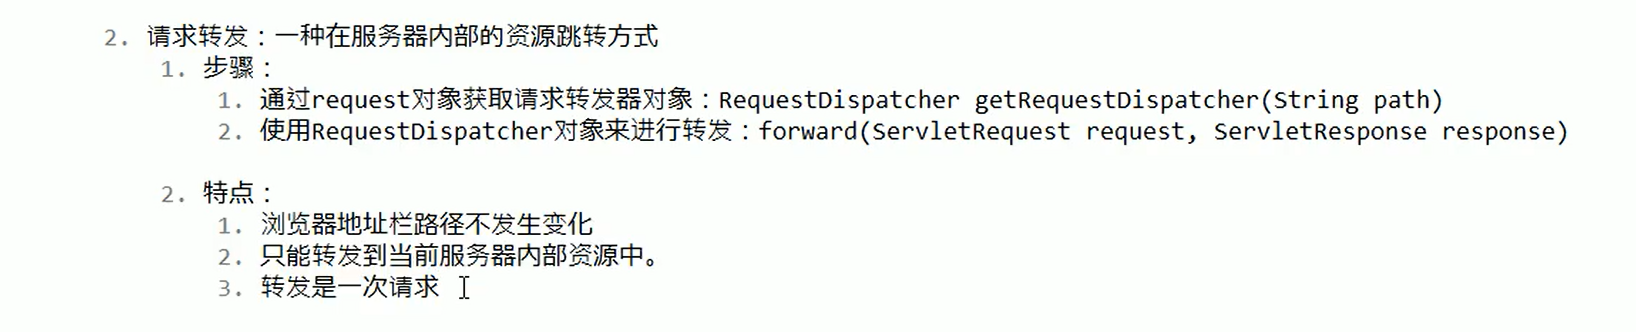 2. 请求转发：一种在服务器内部的资源跳转方式
1. 步骤：
1. 通过request对象获取请求转发器对象：RequestDispatcher getRequestDispatcher(String path)
2. 使用RequestDispatcher对象来进行转发：forward(ServletRequest request, ServletResponse response)
2. 特点：
1. 浏览器地址栏路径不发生变化
2. 只能转发到当前服务器内部资源中。
3. 转发是一次请求